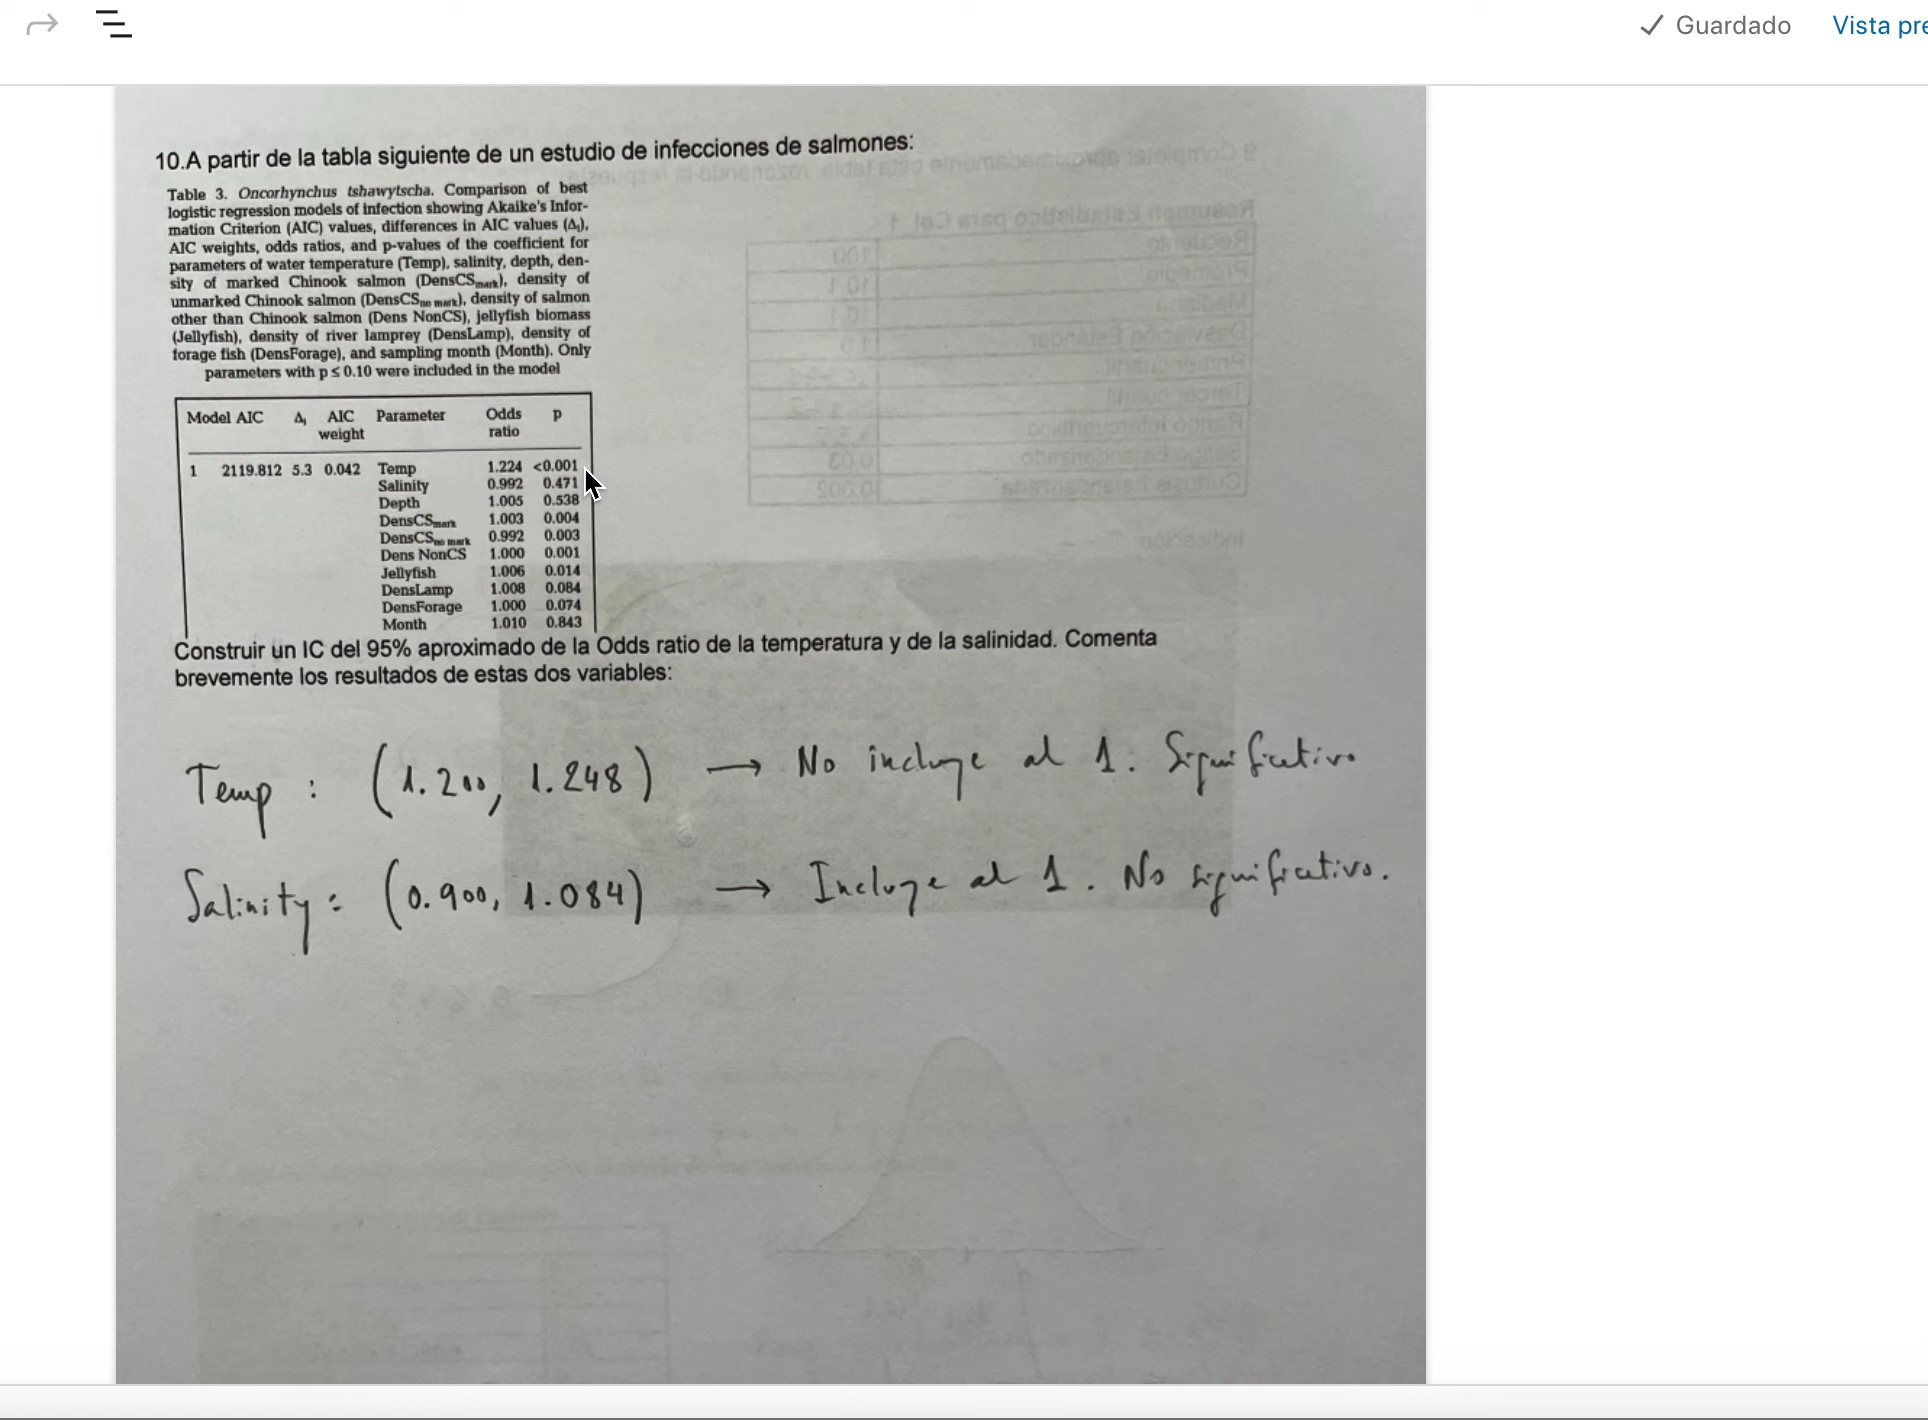 Guardado
Vista pre
10.A partir de la tabla siguiente de un estudio de infecciones de salmones:
Table 3. Oncorhynchus tshawytscha. Comparison of best
logistic regression models of infection showing Akaike's Infor-
mation Criterion (AIC) values, differences in AIC values (Δi),
AIC weights, odds ratios, and p-values of the coefficient for
parameters of water temperature (Temp), salinity, depth, den-
sity of marked Chinook salmon (DensCSmark), density of
unmarked Chinook salmon (DensCSno mark), density of salmon
other than Chinook salmon (Dens NonCS), jellyfish biomass
(Jellyfish), density of river lamprey (DensLamp), density of
forage fish (DensForage), and sampling month (Month). Only
parameters with p ≤ 0.10 were included in the model
Model AIC Δi AIC Parameter Odds p
weight ratio
1 2119.812 5.3 0.042 Temp 1.224 <0.001
Salinity 0.992 0.471
Depth 1.005 0.538
DensCSmark 1.003 0.004
DensCSno mark 0.992 0.003
Dens NonCS 1.000 0.001
Jellyfish 1.006 0.014
DensLamp 1.008 0.084
DensForage 1.000 0.074
Month 1.010 0.843
Construir un IC del 95% aproximado de la Odds ratio de la temperatura y de la salinidad. Comenta
brevemente los resultados de estas dos variables:
Temp : (1.200, 1.248) → No incluye al 1. Significativo
Salinity: (0.900, 1.084) → Incluye al 1. No significativo.